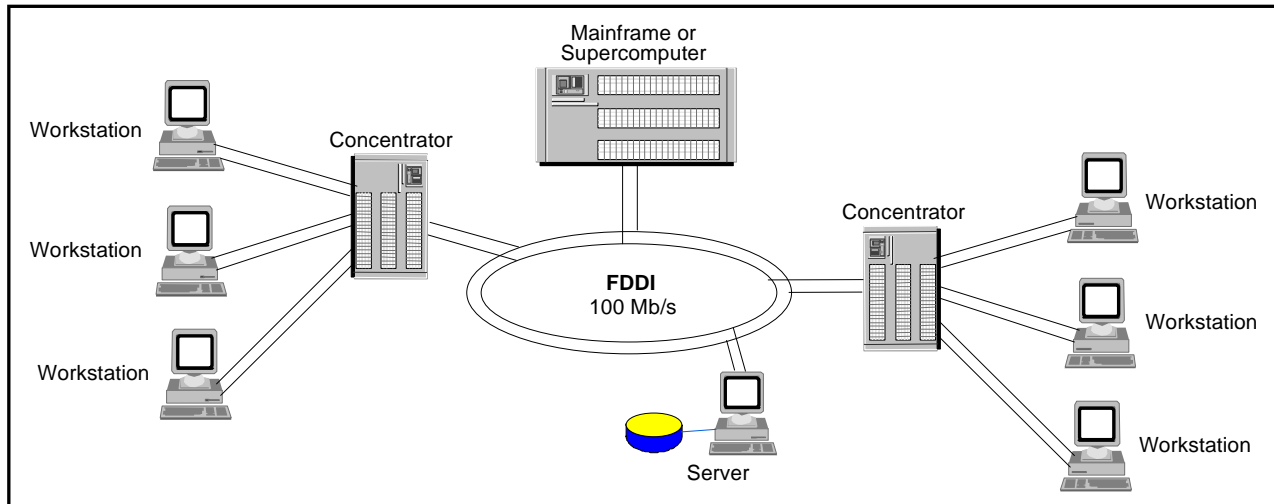 Mainframe or
Supercomputer
Workstation
Concentrator
Workstation
Concentrator
Workstation
Workstation
FDDI
100 Mb/s
Workstation
Workstation
Workstation
Server